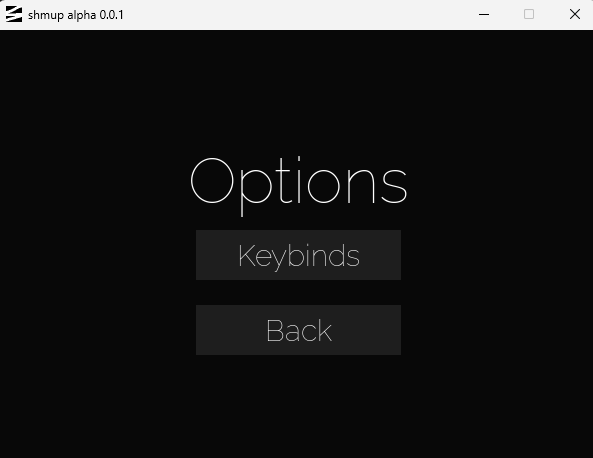 shmup alpha 0.0.1
Options
Keybinds
Back